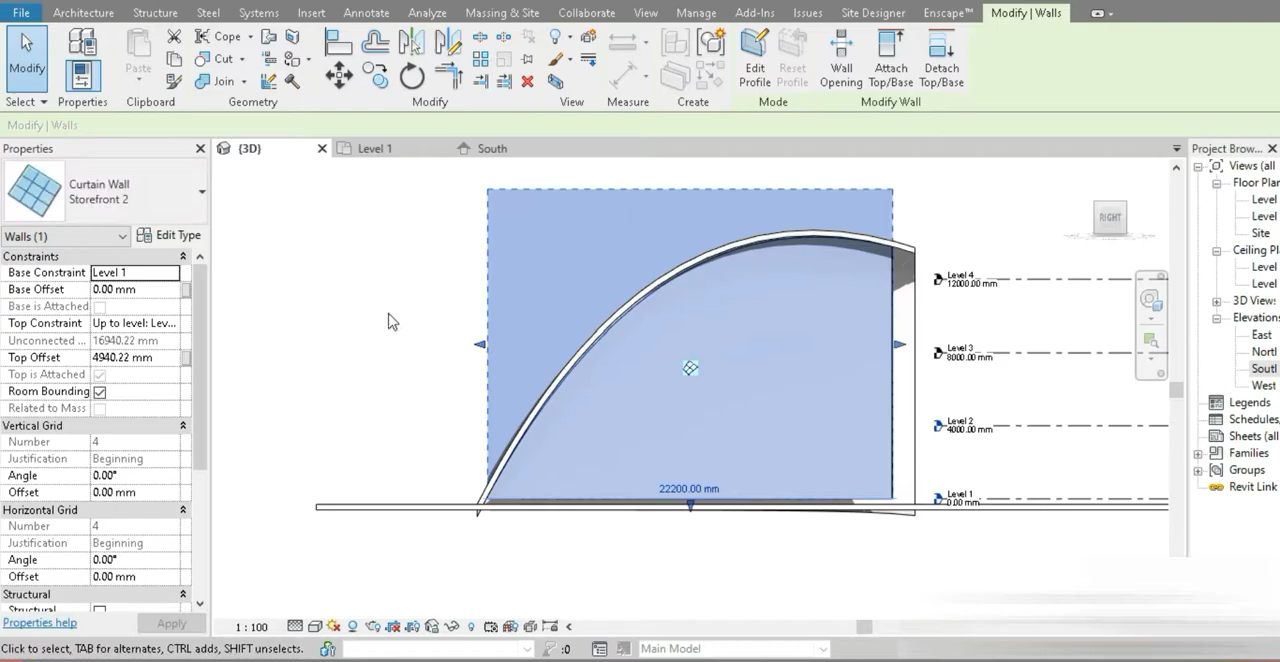 File Architecture Structure Steel Systems Insert Annotate Analyze Massing & Site Collaborate View Manage Add-Ins Issues Site Designer Enscape™ Modify | Walls
Modify
Paste
Cope
Cut
Join
Edit Profile
Reset Profile
Wall Opening
Attach Top/Base
Detach Top/Base
Select Properties Clipboard Geometry Modify View Measure Create Mode Modify Wall
Modify | Walls
Properties
{3D} Level 1 South
Project Brow...
Curtain Wall
Storefront 2
Walls (1) Edit Type
Constraints
Base Constraint Level 1
Base Offset 0.00 mm
Base is Attached
Top Constraint Up to level: Lev...
Unconnected ... 16940.22 mm
Top Offset 4940.22 mm
Top is Attached
Room Bounding
Related to Mass
Vertical Grid
Number 4
Justification Beginning
Angle 0.00°
Offset 0.00 mm
Horizontal Grid
Number 4
Justification Beginning
Angle 0.00°
Offset 0.00 mm
Structural
Properties help Apply
RIGHT
Level 4
12000.00 mm
Level 3
8000.00 mm
Level 2
4000.00 mm
Level 1
0.00 mm
22200.00 mm
Views (all
Floor Plan
Level
Level
Site
Ceiling Pl
Level
Level
3D View:
Elevations
East
Nortl
Southl
West
Legends
Schedules,
Sheets (all
Families
Groups
Revit Link
1 : 100
Click to select, TAB for alternates, CTRL adds, SHIFT unselects. :0 Main Model